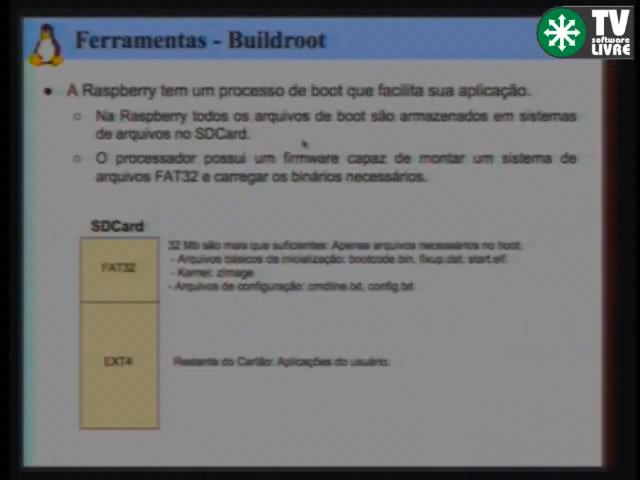 TV
software
LIVRE
Ferramentas - Buildroot
A Raspberry tem um processo de boot que facilita sua aplicação.
Na Raspberry todos os arquivos de boot são armazenados em sistemas
de arquivos no SDCard.
O processador possui um firmware capaz de montar um sistema de
arquivos FAT32 e carregar os binários necessários.
SDCard
FAT32
32 Mb são mais que suficientes: Apenas arquivos necessários no boot.
- Arquivos básicos da inicialização: bootcode.bin, fixup.dat, start.elf.
- Kernel: zImage
- Arquivos de configuração: cmdline.txt, config.txt
EXT4
Restante do Cartão: Aplicações do usuário.